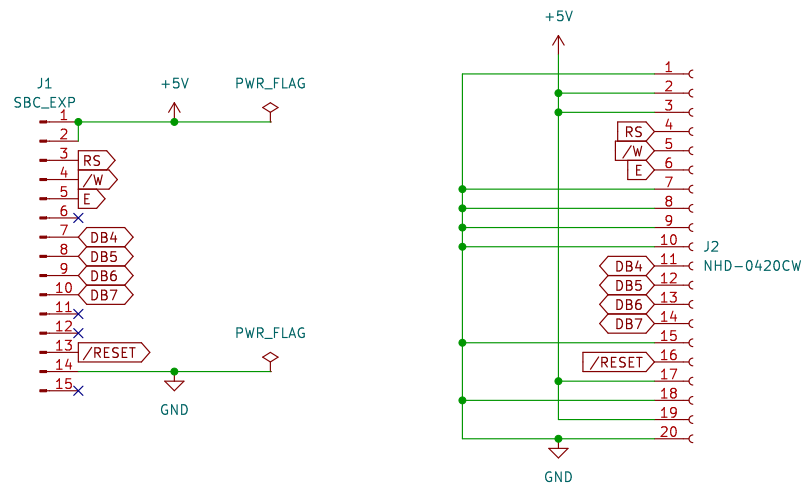 J1
SBC_EXP
+5V
PWR_FLAG
1
2
3 RS
4 /W
5 E
6
7 DB4
8 DB5
9 DB6
10 DB7
11
12
PWR_FLAG
13 /RESET
14
15
GND
+5V
1
2
3
RS 4
/W 5
E 6
7
8
9
10
J2
NHD-0420CW
DB4 11
DB5 12
DB6 13
DB7 14
15
/RESET 16
17
18
19
20
GND